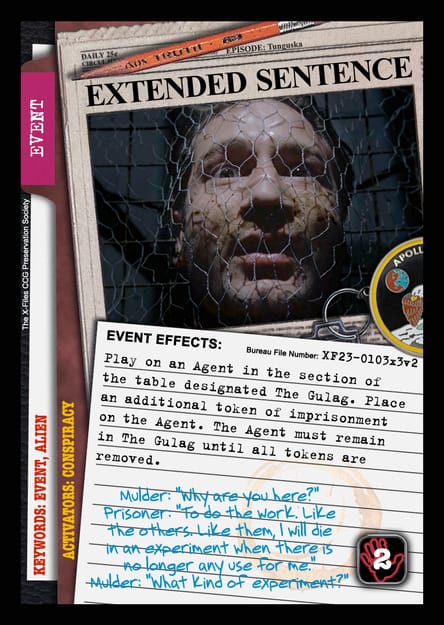 DAILY 25¢
TRUTH
EPISODE: Tunguska
EXTENDED SENTENCE
EVENT
The X-Files CCG Preservation Society
APOLL
EVENT EFFECTS:
Bureau File Number: XF23-0103x3v2
Play on an Agent in the section of
the table designated The Gulag. Place
an additional token of imprisonment
on the Agent. The Agent must remain
in The Gulag until all tokens are
removed.
KEYWORDS: EVENT, ALIEN
ACTIVATORS: CONSPIRACY
Mulder: "Why are you here?"
Prisoner: "To do the work. Like
the others. Like them, I will die
in an experiment when there is
no longer any use for me."
Mulder: "What kind of experiment?"
2